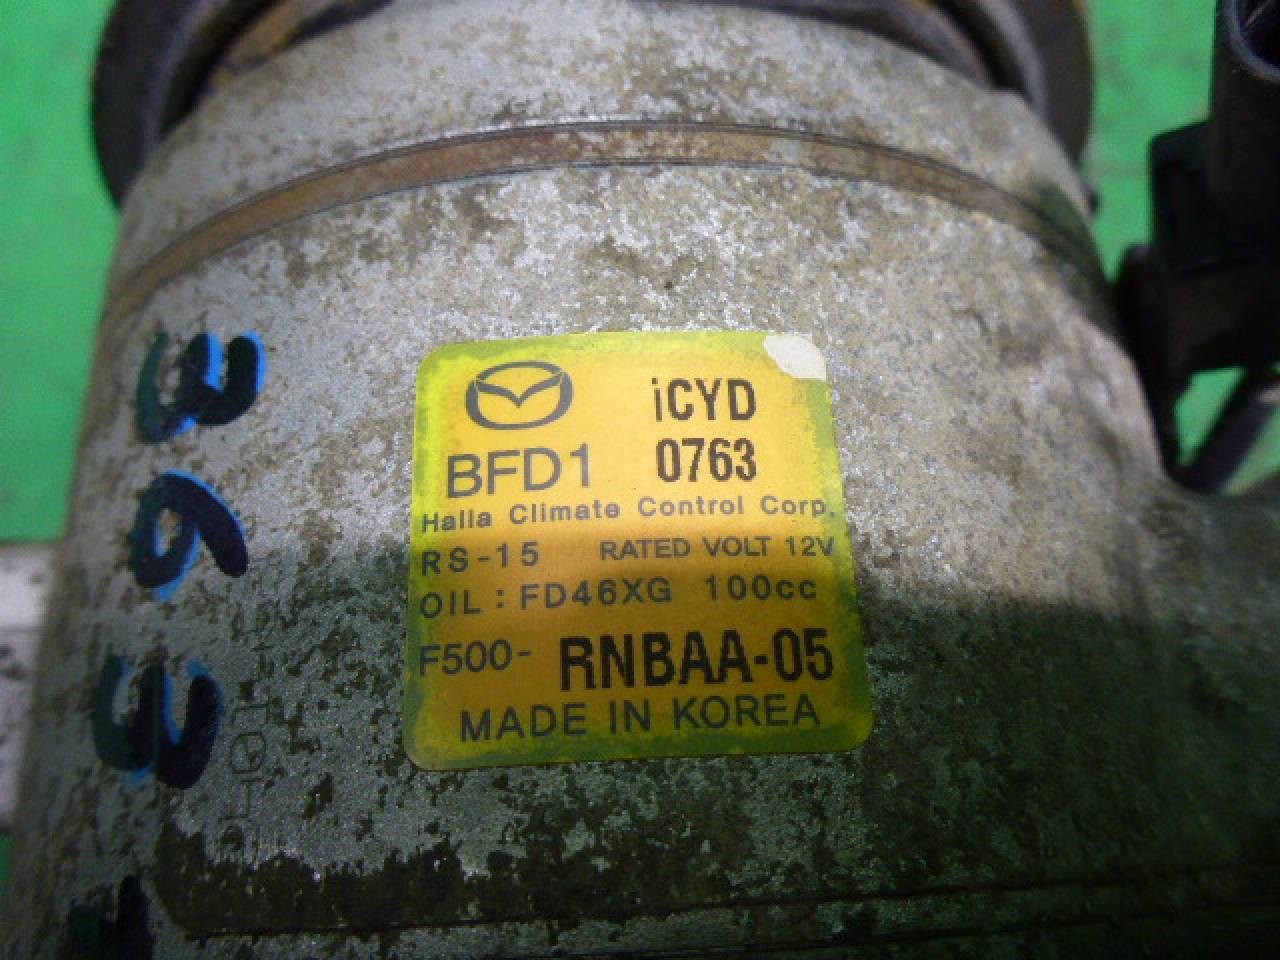 iCYD
BFD1 0763
Halla Climate Control Corp.
RS-15 RATED VOLT 12V
OIL: FD46XG 100cc
F500-RNBAA-05
MADE IN KOREA